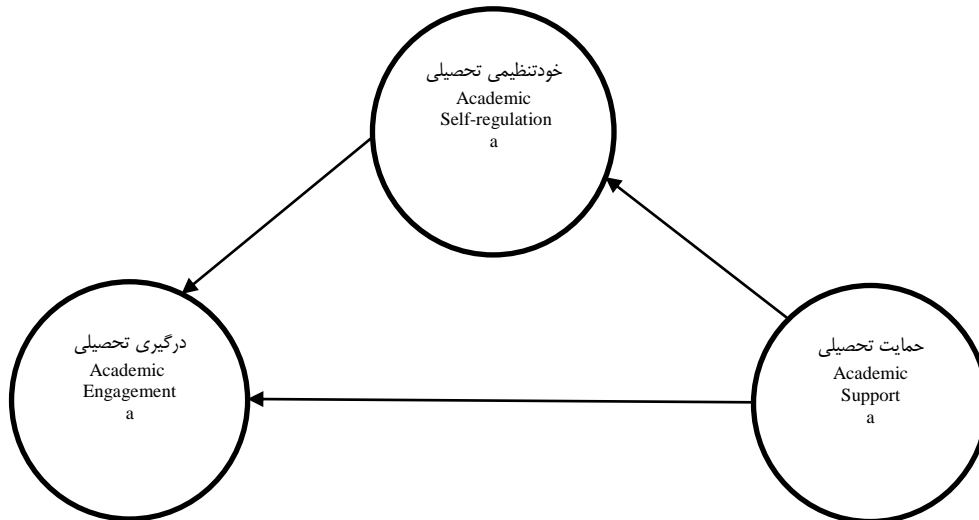 خودتنظیمی تحصیلی
Academic
Self-regulation
a
درگیری تحصیلی
Academic
Engagement
a
حمایت تحصیلی
Academic
Support
a